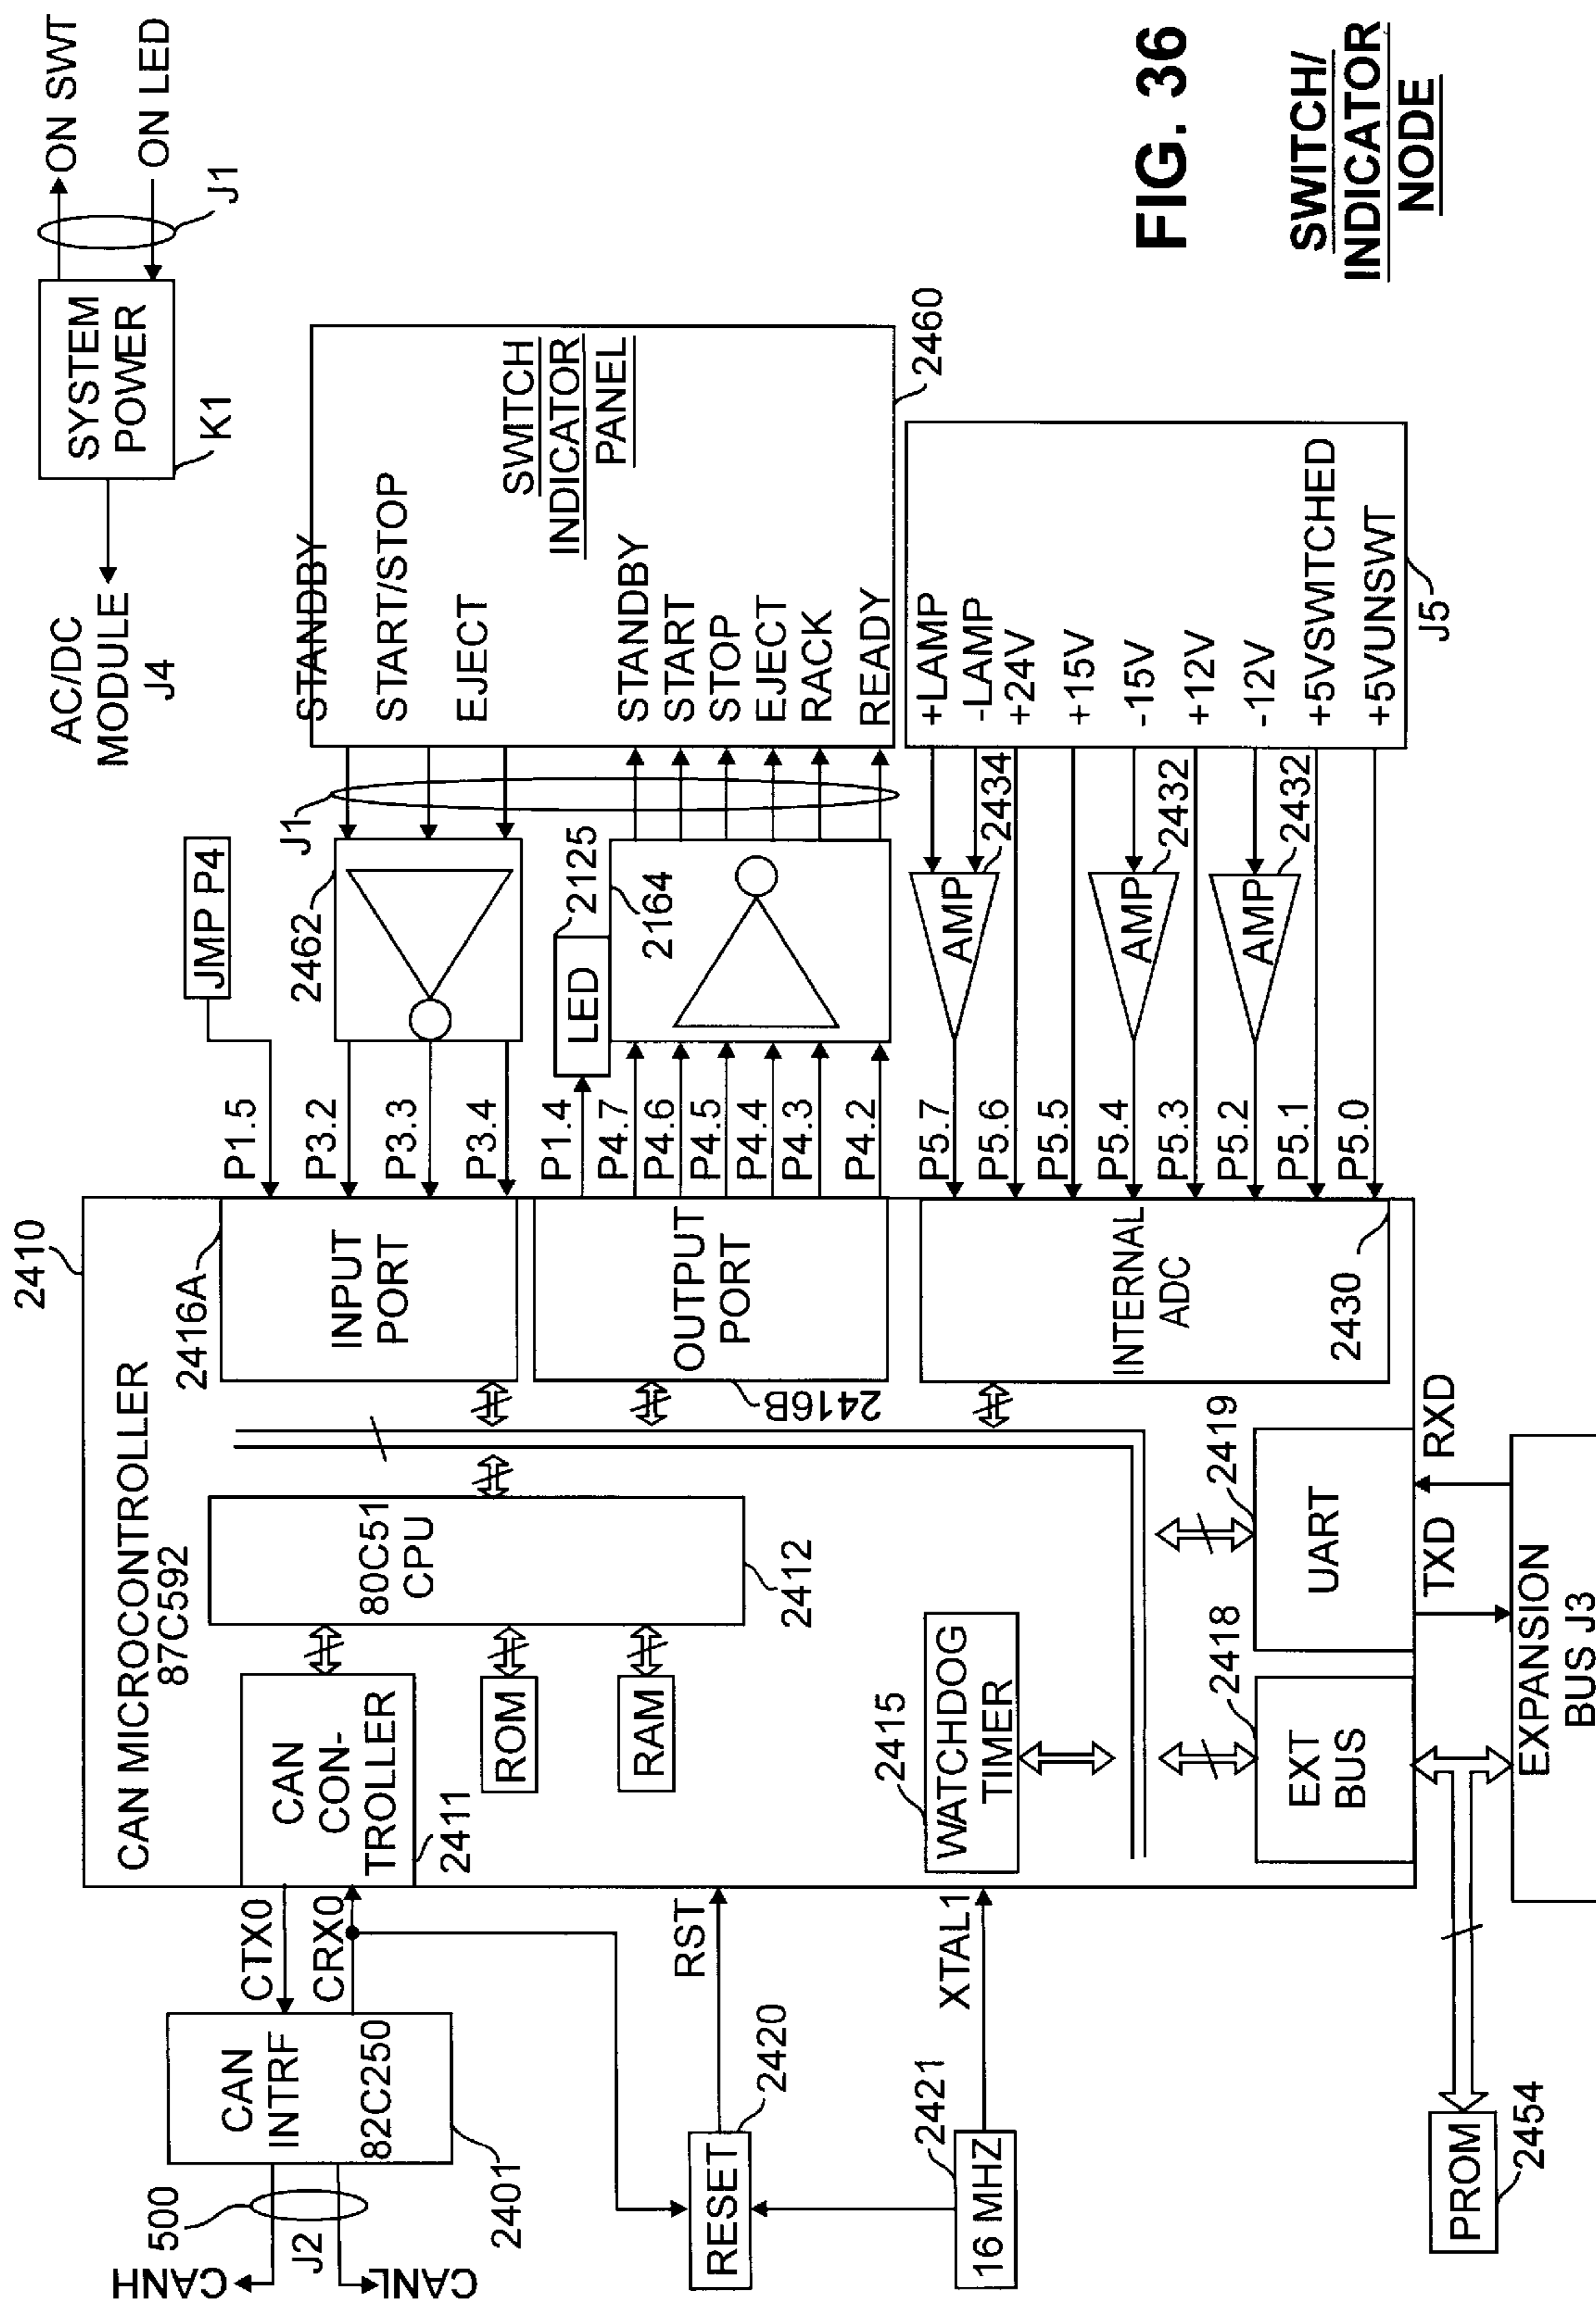 ON SWT
ON LED
J1
SYSTEM
POWER
K1
AC/DC
MODULE
J4
FIG. 36
SWITCH/
INDICATOR
NODE
2410
CAN MICROCONTROLLER
87C592
CANH
CANL
500
J2
CAN
INTRF
82C250
2401
CTX0
CRX0
CAN
CON-
TROLLER
2411
ROM
RAM
80C51
CPU
2412
2416A
INPUT
PORT
OUTPUT
PORT
2416B
INTERNAL
ADC
2430
WATCHDOG
TIMER
2415
EXT
BUS
2418
UART
2419
TXD
RXD
EXPANSION
BUS J3
PROM
2454
RESET
2420
RST
16 MHZ
2421
XTAL1
JMP P4
P1.5
P3.2
P3.3
P3.4
P1.4
P4.7
P4.6
P4.5
P4.4
P4.3
P4.2
P5.7
P5.6
P5.5
P5.4
P5.3
P5.2
P5.1
P5.0
2462
J1
LED
2125
2164
AMP
2434
AMP
2432
AMP
2432
STANDBY
START/STOP
EJECT
SWITCH
INDICATOR
PANEL
STANDBY
START
STOP
EJECT
RACK
READY
2460
+LAMP
-LAMP
+24V
+15V
-15V
+12V
-12V
+5VSWITCHED
+5VUNSWT
J5